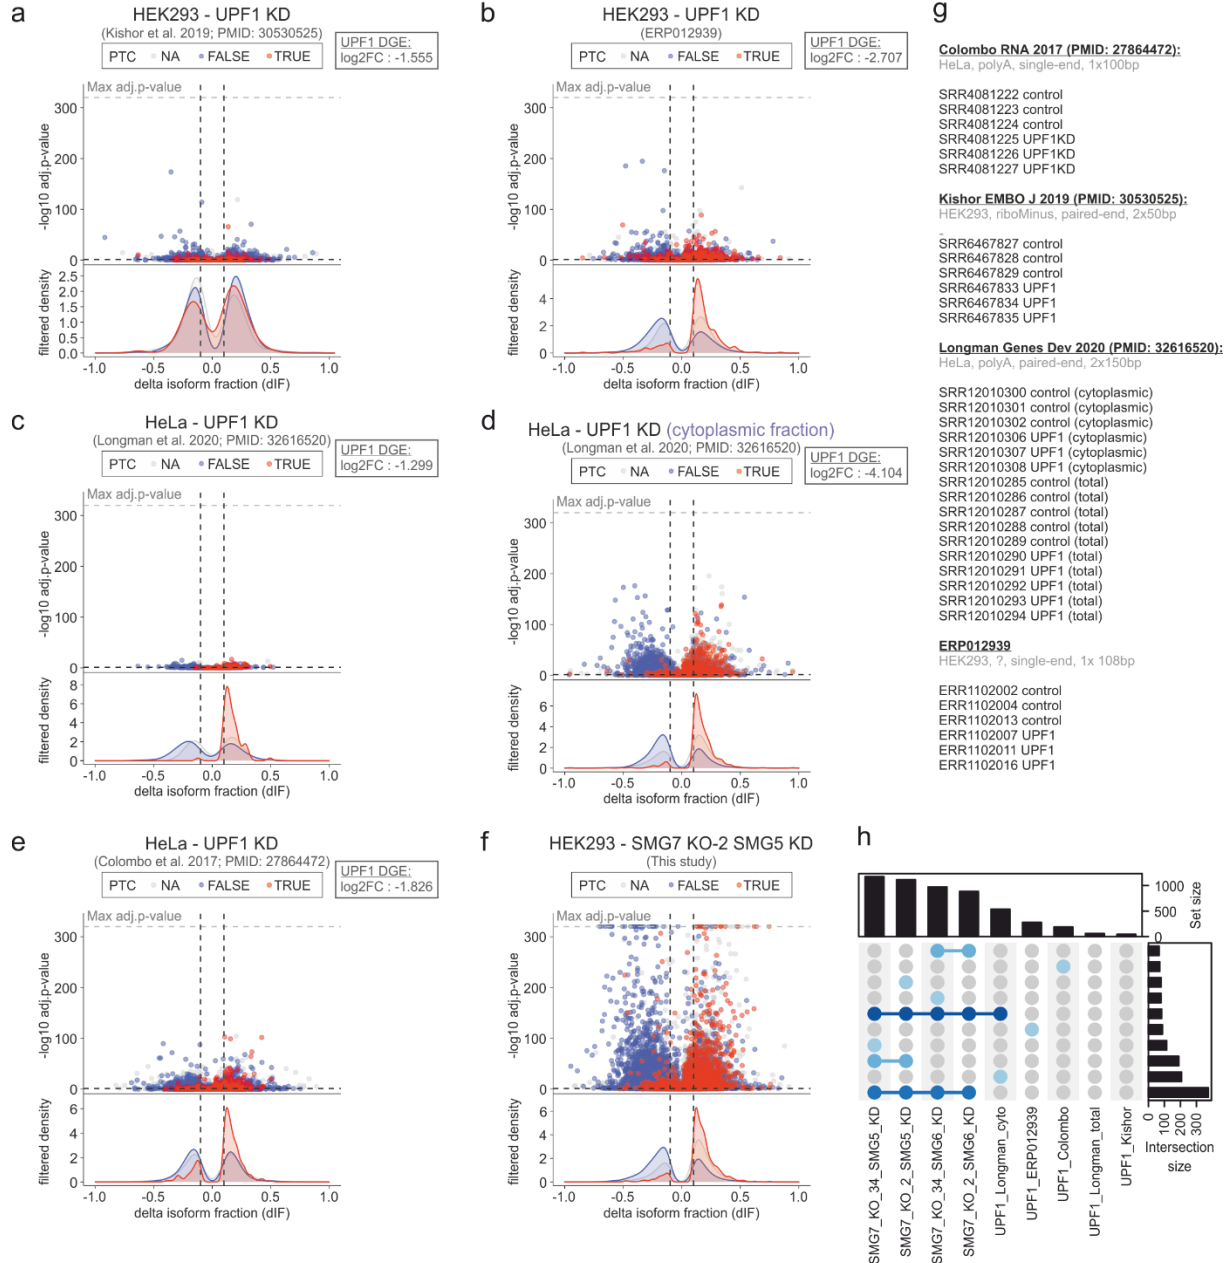 a
HEK293 - UPF1 KD
(Kishor et al. 2019; PMID: 30530525)
PTC NA FALSE TRUE
UPF1 DGE:
log2FC : -1.555
Max adj.p-value
300
200
100
0
-log10 adj.p-value
2.5
2.0
1.5
1.0
0.5
0.0
filtered density
-1.0 -0.5 0.0 0.5 1.0
delta isoform fraction (dIF)
b
HEK293 - UPF1 KD
(ERP012939)
PTC NA FALSE TRUE
UPF1 DGE:
log2FC : -2.707
Max adj.p-value
300
200
100
0
-log10 adj.p-value
4
2
0
filtered density
-1.0 -0.5 0.0 0.5 1.0
delta isoform fraction (dIF)
c
HeLa - UPF1 KD
(Longman et al. 2020; PMID: 32616520)
PTC NA FALSE TRUE
UPF1 DGE:
log2FC : -1.299
Max adj.p-value
300
200
100
0
-log10 adj.p-value
8
6
4
2
0
filtered density
-1.0 -0.5 0.0 0.5 1.0
delta isoform fraction (dIF)
d
HeLa - UPF1 KD (cytoplasmic fraction)
(Longman et al. 2020; PMID: 32616520)
PTC NA FALSE TRUE
UPF1 DGE:
log2FC : -4.104
Max adj.p-value
300
200
100
0
-log10 adj.p-value
6
4
2
0
filtered density
-1.0 -0.5 0.0 0.5 1.0
delta isoform fraction (dIF)
e
HeLa - UPF1 KD
(Colombo et al. 2017; PMID: 27864472)
PTC NA FALSE TRUE
UPF1 DGE:
log2FC : -1.826
Max adj.p-value
300
200
100
0
-log10 adj.p-value
6
4
2
0
filtered density
-1.0 -0.5 0.0 0.5 1.0
delta isoform fraction (dIF)
f
HEK293 - SMG7 KO-2 SMG5 KD
(This study)
PTC NA FALSE TRUE
Max adj.p-value
300
200
100
0
-log10 adj.p-value
6
4
2
0
filtered density
-1.0 -0.5 0.0 0.5 1.0
delta isoform fraction (dIF)
g
Colombo RNA 2017 (PMID: 27864472):
HeLa, polyA, single-end, 1x100bp
SRR4081222 control
SRR4081223 control
SRR4081224 control
SRR4081225 UPF1KD
SRR4081226 UPF1KD
SRR4081227 UPF1KD
Kishor EMBO J 2019 (PMID: 30530525):
HEK293, riboMinus, paired-end, 2x50bp
-
SRR6467827 control
SRR6467828 control
SRR6467829 control
SRR6467833 UPF1
SRR6467834 UPF1
SRR6467835 UPF1
Longman Genes Dev 2020 (PMID: 32616520):
HeLa, polyA, paired-end, 2x150bp
SRR12010300 control (cytoplasmic)
SRR12010301 control (cytoplasmic)
SRR12010302 control (cytoplasmic)
SRR12010306 UPF1 (cytoplasmic)
SRR12010307 UPF1 (cytoplasmic)
SRR12010308 UPF1 (cytoplasmic)
SRR12010285 control (total)
SRR12010286 control (total)
SRR12010287 control (total)
SRR12010288 control (total)
SRR12010289 control (total)
SRR12010290 UPF1 (total)
SRR12010291 UPF1 (total)
SRR12010292 UPF1 (total)
SRR12010293 UPF1 (total)
SRR12010294 UPF1 (total)
ERP012939
HEK293, ?, single-end, 1x 108bp
ERR1102002 control
ERR1102004 control
ERR1102013 control
ERR1102007 UPF1
ERR1102011 UPF1
ERR1102016 UPF1
h
1000
500
0
Set size
SMG7_KO_34_SMG5_KD
SMG7_KO_2_SMG5_KD
SMG7_KO_34_SMG6_KD
SMG7_KO_2_SMG6_KD
UPF1_Longman_cyto
UPF1_ERP012939
UPF1_Colombo
UPF1_Longman_total
UPF1_Kishor
0
100
200
300
Intersection
size